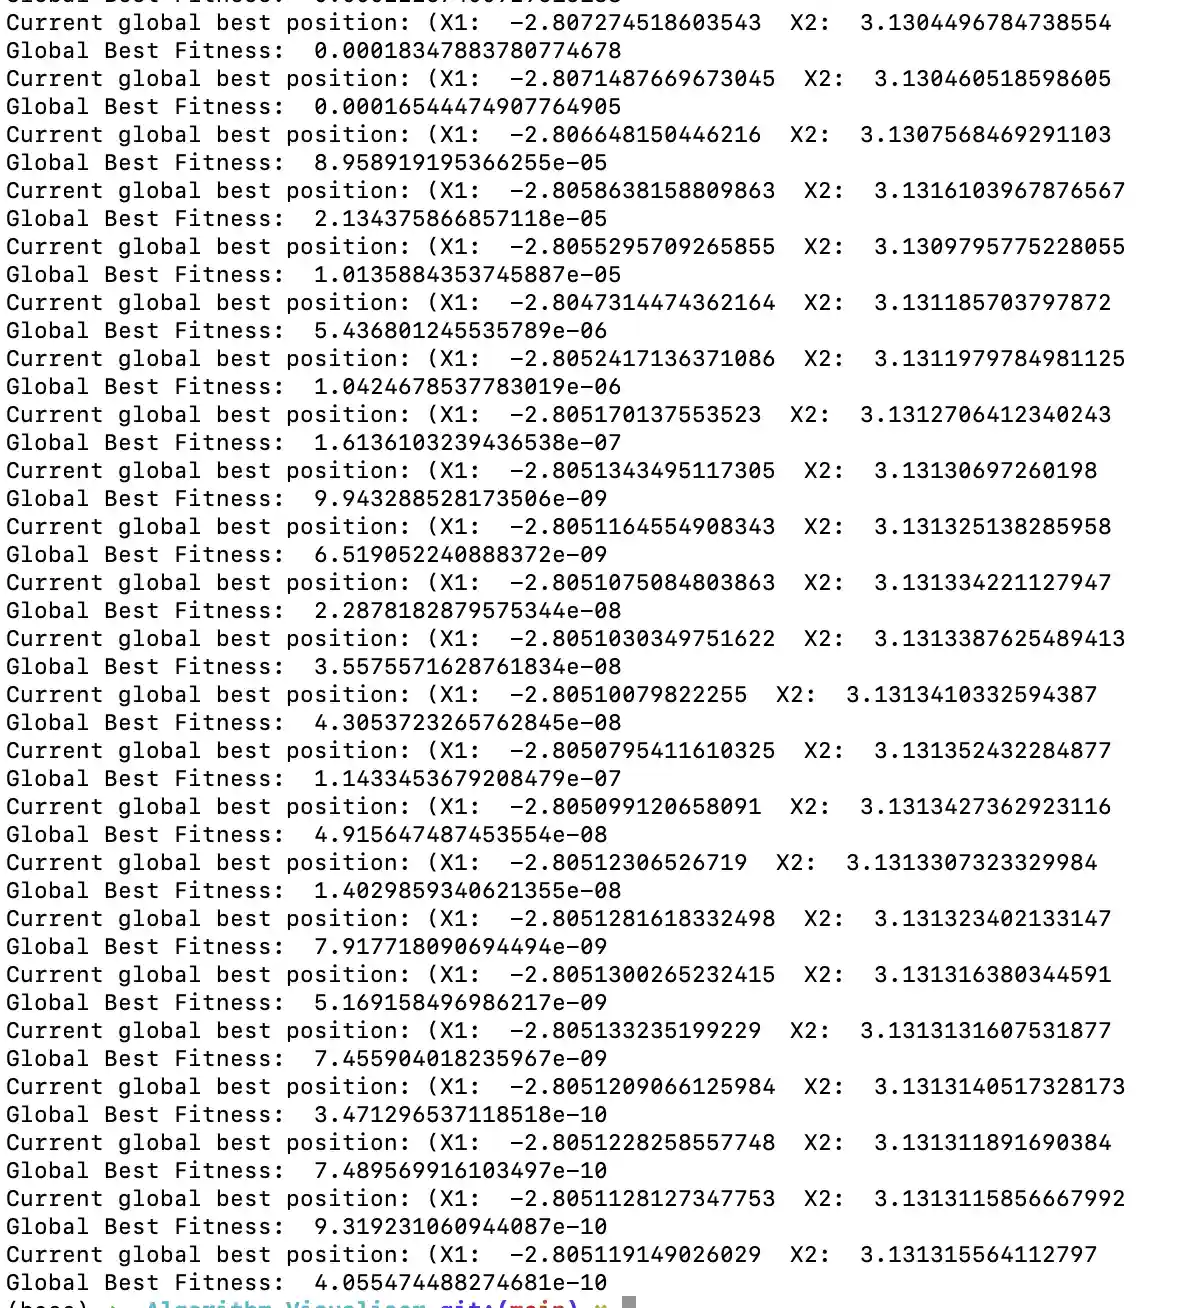 Current global best position: (X1:  -2.807274518603543  X2:  3.1304496784738554
Global Best Fitness:  0.00018347883780774678
Current global best position: (X1:  -2.8071487669673045  X2:  3.130460518598605
Global Best Fitness:  0.00016544474907764905
Current global best position: (X1:  -2.806648150446216  X2:  3.1307568469291103
Global Best Fitness:  8.958919195366255e-05
Current global best position: (X1:  -2.8058638158809863  X2:  3.1316103967876567
Global Best Fitness:  2.134375866857118e-05
Current global best position: (X1:  -2.8055295709265855  X2:  3.1309795775228055
Global Best Fitness:  1.0135884353745887e-05
Current global best position: (X1:  -2.8047314474362164  X2:  3.131185703797872
Global Best Fitness:  5.436801245535789e-06
Current global best position: (X1:  -2.8052417136371086  X2:  3.1311979784981125
Global Best Fitness:  1.0424678537783019e-06
Current global best position: (X1:  -2.805170137553523  X2:  3.1312706412340243
Global Best Fitness:  1.6136103239436538e-07
Current global best position: (X1:  -2.8051343495117305  X2:  3.13130697260198
Global Best Fitness:  9.943288528173506e-09
Current global best position: (X1:  -2.8051164554908343  X2:  3.131325138285958
Global Best Fitness:  6.519052240888372e-09
Current global best position: (X1:  -2.8051075084803863  X2:  3.131334221127947
Global Best Fitness:  2.2878182879575344e-08
Current global best position: (X1:  -2.8051030349751622  X2:  3.1313387625489413
Global Best Fitness:  3.5575571628761834e-08
Current global best position: (X1:  -2.80510079822255  X2:  3.1313410332594387
Global Best Fitness:  4.3053723265762845e-08
Current global best position: (X1:  -2.8050795411610325  X2:  3.131352432284877
Global Best Fitness:  1.1433453679208479e-07
Current global best position: (X1:  -2.805099120658091  X2:  3.1313427362923116
Global Best Fitness:  4.915647487453554e-08
Current global best position: (X1:  -2.80512306526719  X2:  3.1313307323329984
Global Best Fitness:  1.4029859340621355e-08
Current global best position: (X1:  -2.8051281618332498  X2:  3.131323402133147
Global Best Fitness:  7.917718090694494e-09
Current global best position: (X1:  -2.8051300265232415  X2:  3.131316380344591
Global Best Fitness:  5.169158496986217e-09
Current global best position: (X1:  -2.805133235199229  X2:  3.1313131607531877
Global Best Fitness:  7.455904018235967e-09
Current global best position: (X1:  -2.8051209066125984  X2:  3.1313140517328173
Global Best Fitness:  3.471296537118518e-10
Current global best position: (X1:  -2.8051228258557748  X2:  3.131311891690384
Global Best Fitness:  7.489569916103497e-10
Current global best position: (X1:  -2.8051128127347753  X2:  3.1313115856667992
Global Best Fitness:  9.319231060944087e-10
Current global best position: (X1:  -2.805119149026029  X2:  3.131315564112797
Global Best Fitness:  4.055474488274681e-10